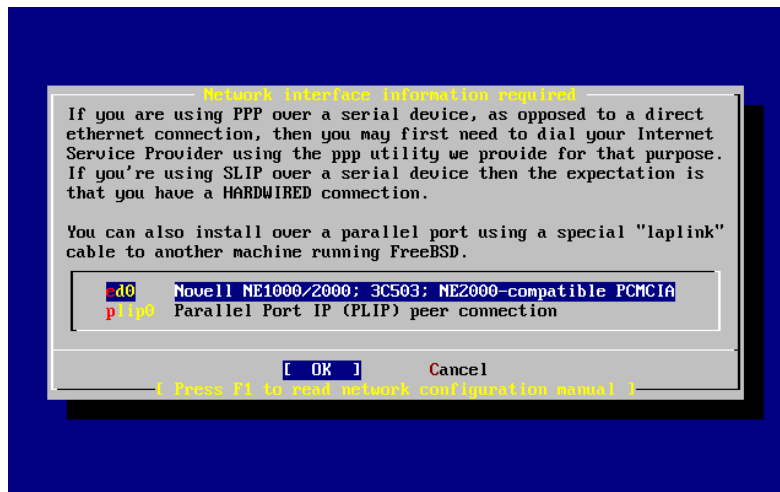 Network interface information required
If you are using PPP over a serial device, as opposed to a direct
ethernet connection, then you may first need to dial your Internet
Service Provider using the ppp utility we provide for that purpose.
If you're using SLIP over a serial device then the expectation is
that you have a HARDWIRED connection.
You can also install over a parallel port using a special "laplink"
cable to another machine running FreeBSD.
ed0 Novell NE1000/2000; 3C503; NE2000-compatible PCMCIA
plip0 Parallel Port IP (PLIP) peer connection
[ OK ] Cancel
[ Press F1 to read network configuration manual ]